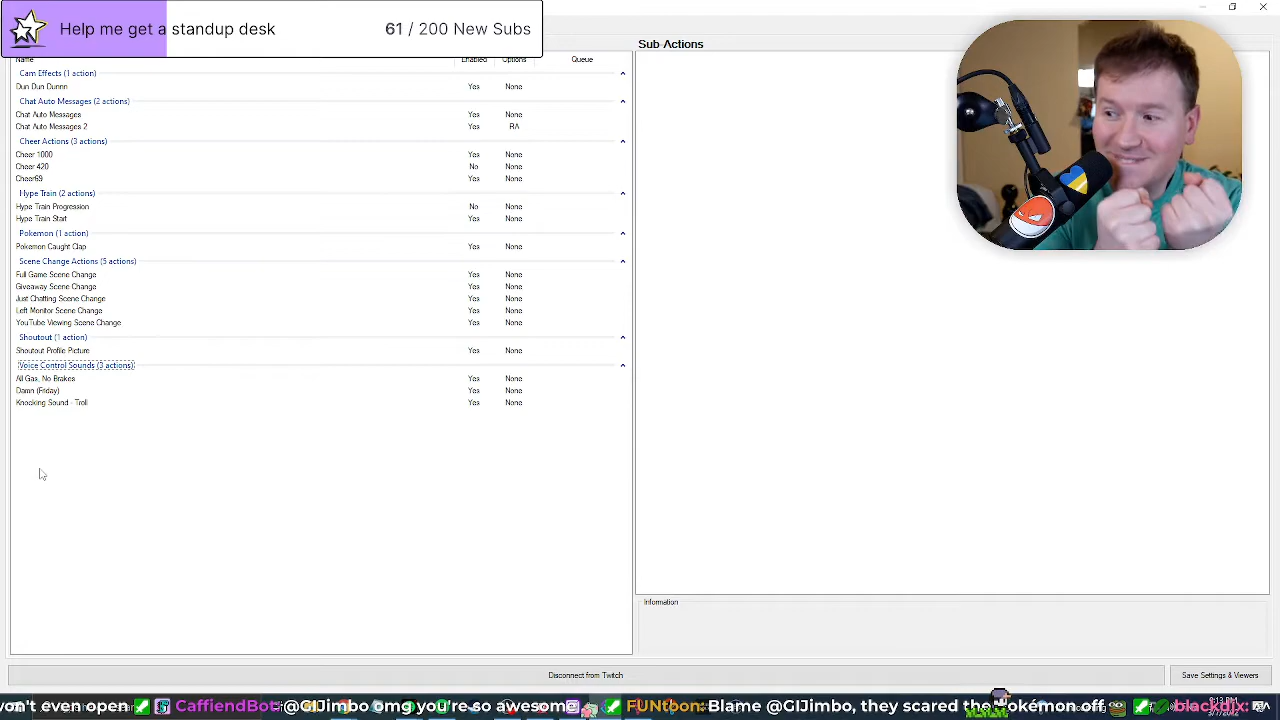 Help me get a standup desk
61 / 200 New Subs
Sub-Actions
Name Enabled Options Queue
Cam Effects (1 action)
Dun Dun Dunnn Yes None
Chat Auto Messages (2 actions)
Chat Auto Messages Yes None
Chat Auto Messages 2 Yes RA
Cheer Actions (3 actions)
Cheer 1000 Yes None
Cheer 420 No None
Cheer69 Yes None
Hype Train (2 actions)
Hype Train Progression No None
Hype Train Start Yes None
Pokemon (1 action)
Pokemon Caught Clap Yes None
Scene Change Actions (5 actions)
Full Game Scene Change Yes None
Giveaway Scene Change Yes None
Just Chatting Scene Change Yes None
Left Monitor Scene Change Yes None
YouTube Viewing Scene Change Yes None
Shoutout (1 action)
Shoutout Profile Picture Yes None
Voice Control Sounds (3 actions)
All Gas, No Brakes Yes None
Damn (Friday) Yes None
Knocking Sound - Troll Yes None
Information
Disconnect from Twitch
Save Settings & Viewers
von't even open CaffiendBot: @GIJimbo omg you're so awesome FUNtbon: Blame @GIJimbo, they scared the Pokémon off blackdix:
9:13 PM